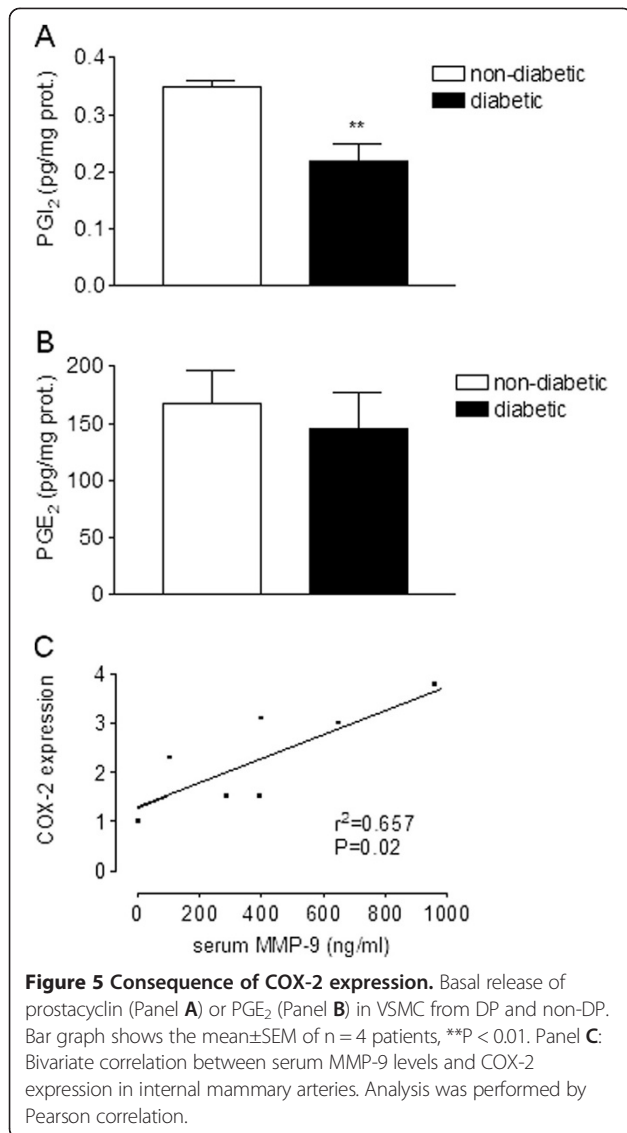 A
0.4
0.3
0.2
0.1
0.0
PGI₂ (pg/mg prot.)
**
non-diabetic
diabetic
B
200
150
100
50
0
PGE₂ (pg/mg prot.)
non-diabetic
diabetic
C
4
3
2
1
0
COX-2 expression
r²=0.657
P=0.02
0 200 400 600 800 1000
serum MMP-9 (ng/ml)
Figure 5 Consequence of COX-2 expression. Basal release of
prostacyclin (Panel A) or PGE₂ (Panel B) in VSMC from DP and non-DP.
Bar graph shows the mean±SEM of n = 4 patients, **P < 0.01. Panel C:
Bivariate correlation between serum MMP-9 levels and COX-2
expression in internal mammary arteries. Analysis was performed by
Pearson correlation.